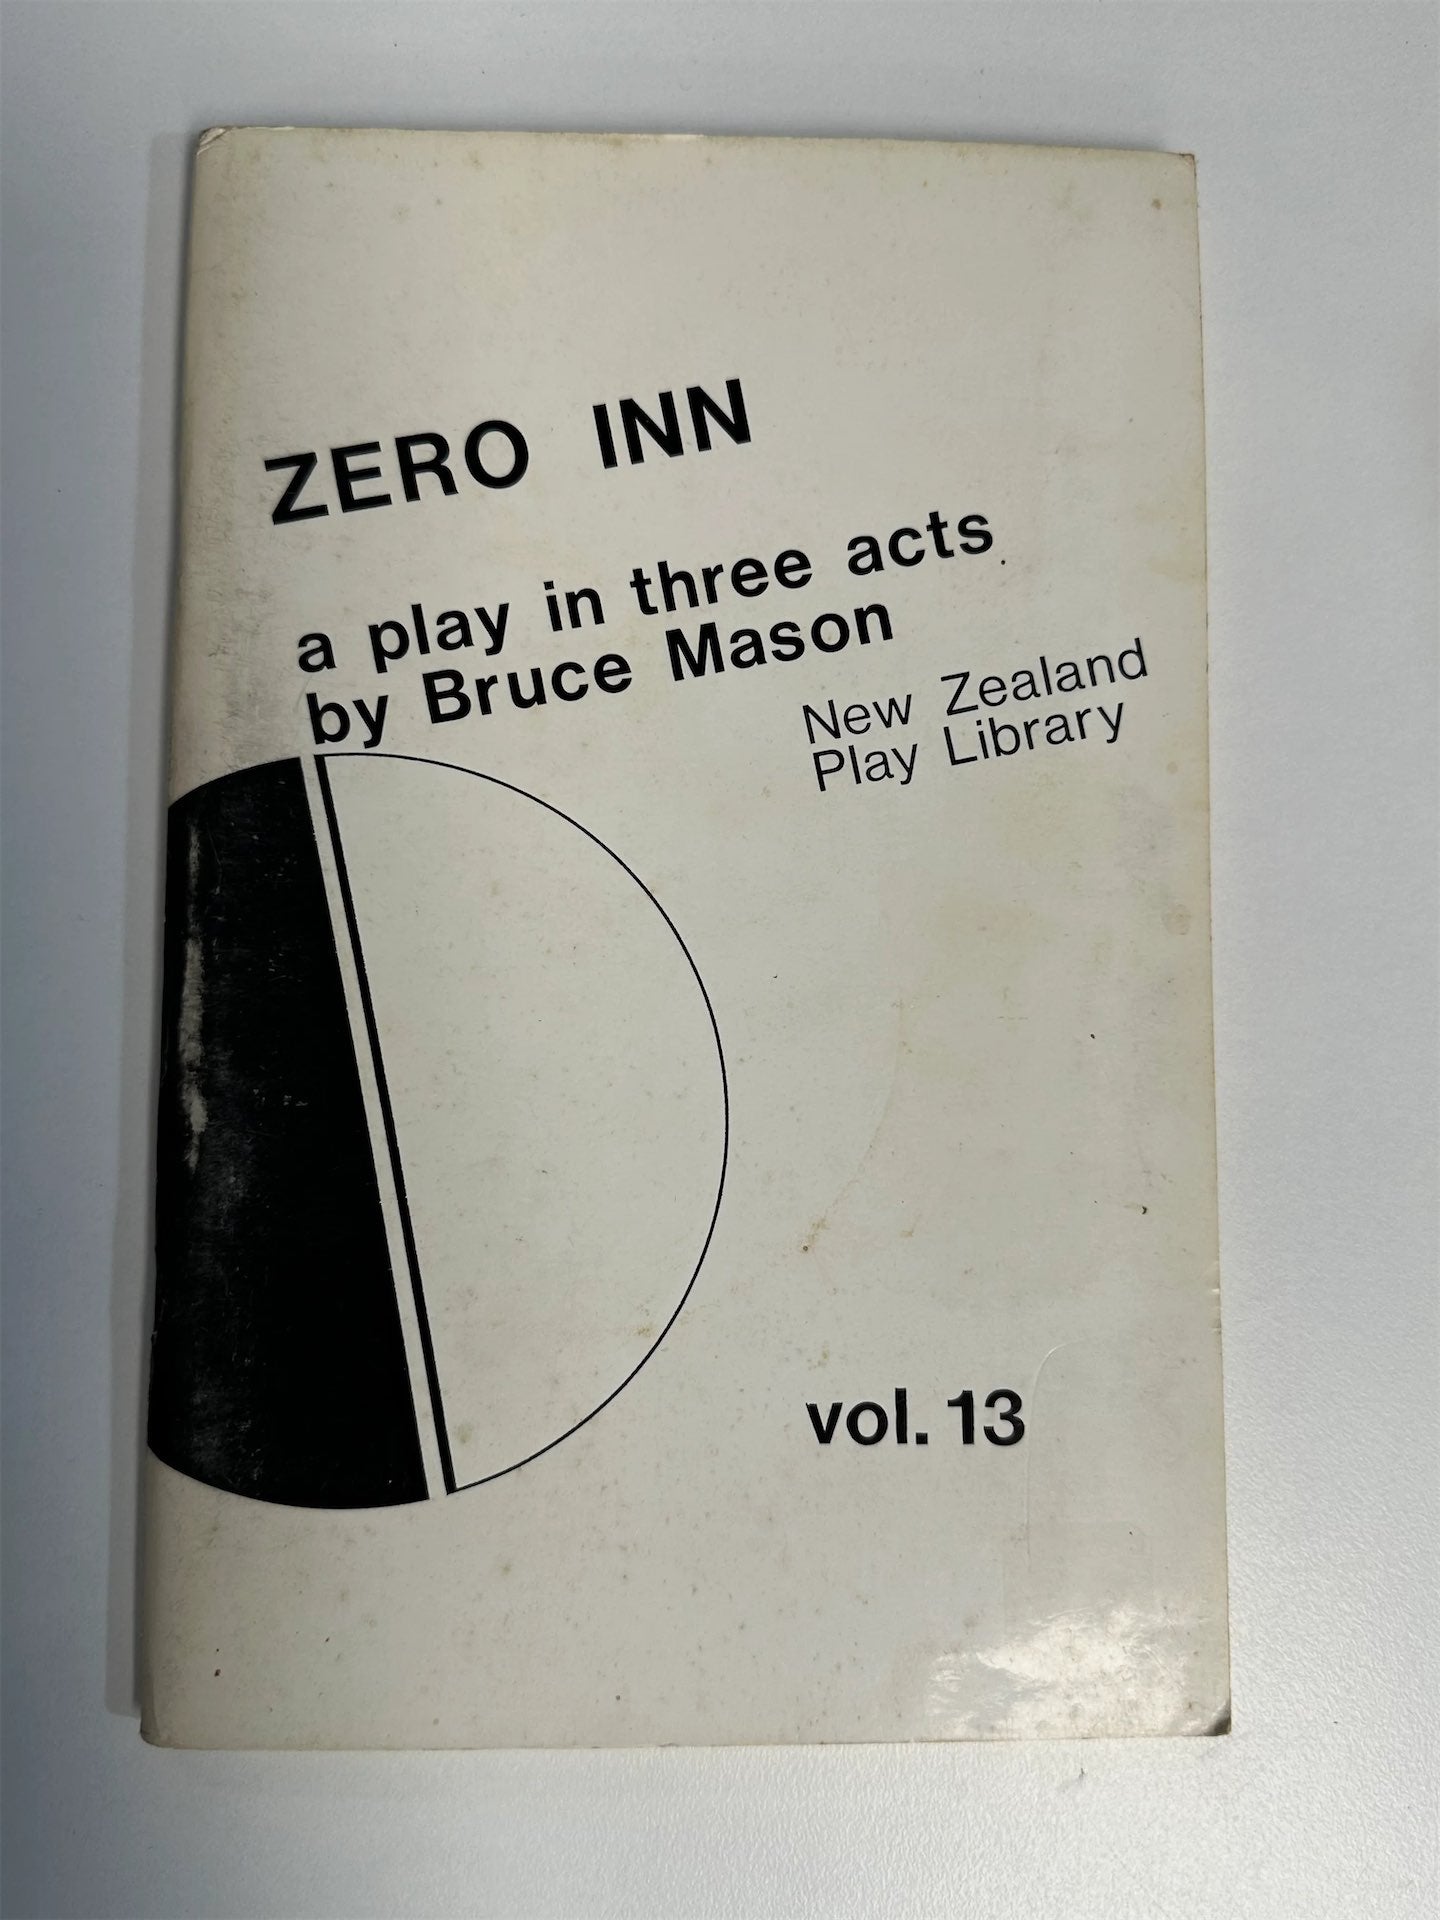 ZERO INN
a play in three acts
by Bruce Mason
New Zealand
Play Library
vol. 13